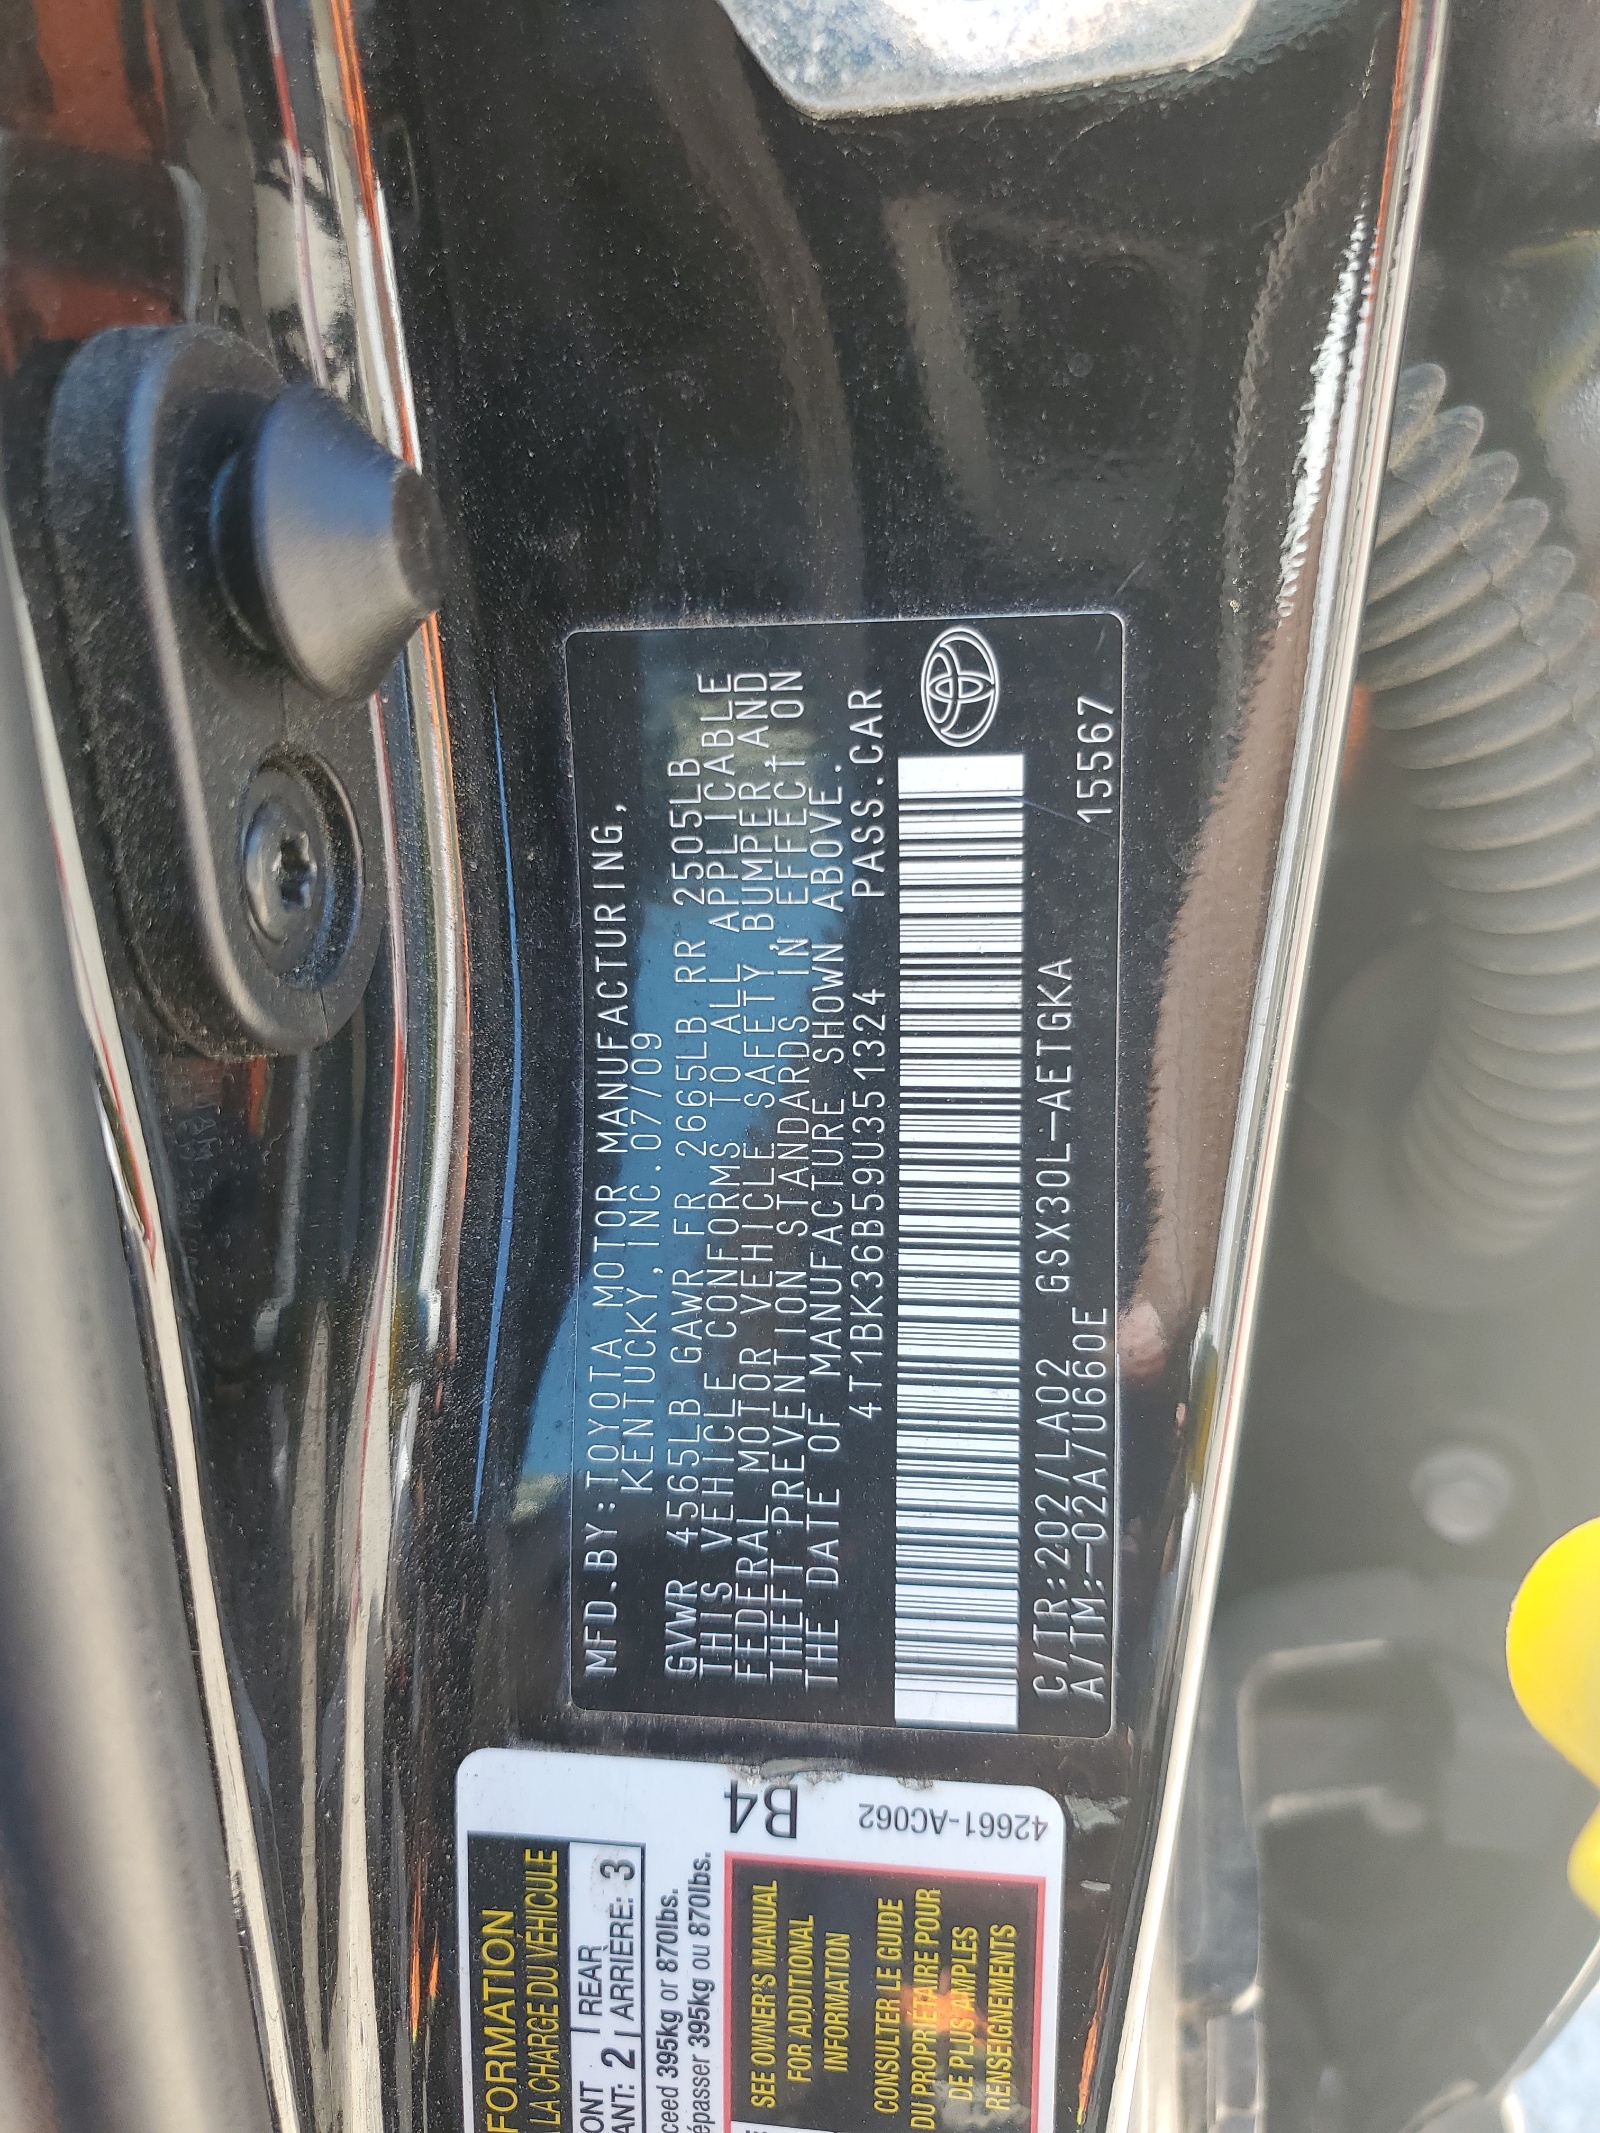 MFD.BY:TOYOTA MOTOR MANUFACTURING,
KENTUCKY, INC.07/09
GVWR 4565LB GAWR FR 2665LB RR 2505LB
THIS VEHICLE CONFORMS TO ALL APPLICABLE
FEDERAL MOTOR VEHICLE SAFETY, BUMPER, AND
THEFT PREVENTION STANDARDS IN EFFECT ON
THE DATE OF MANUFACTURE SHOWN ABOVE.
4T1BK36B59U351324 PASS.CAR
C/TR:202/LA02 GSX30L-AETGKA
A/TM:-02A/U660E 15567
FORMATION
LA CHARGE DU VÉHICULE
ONT REAR
ANT: 2 ARRIÈRE: 3
ceed 395kg or 870lbs.
épasser 395kg ou 870lbs.
B4
42661-AC062
SEE OWNER'S MANUAL
FOR ADDITIONAL
INFORMATION
CONSULTER LE GUIDE
DU PROPRIÉTAIRE POUR
DE PLUS AMPLES
RENSEIGNEMENTS